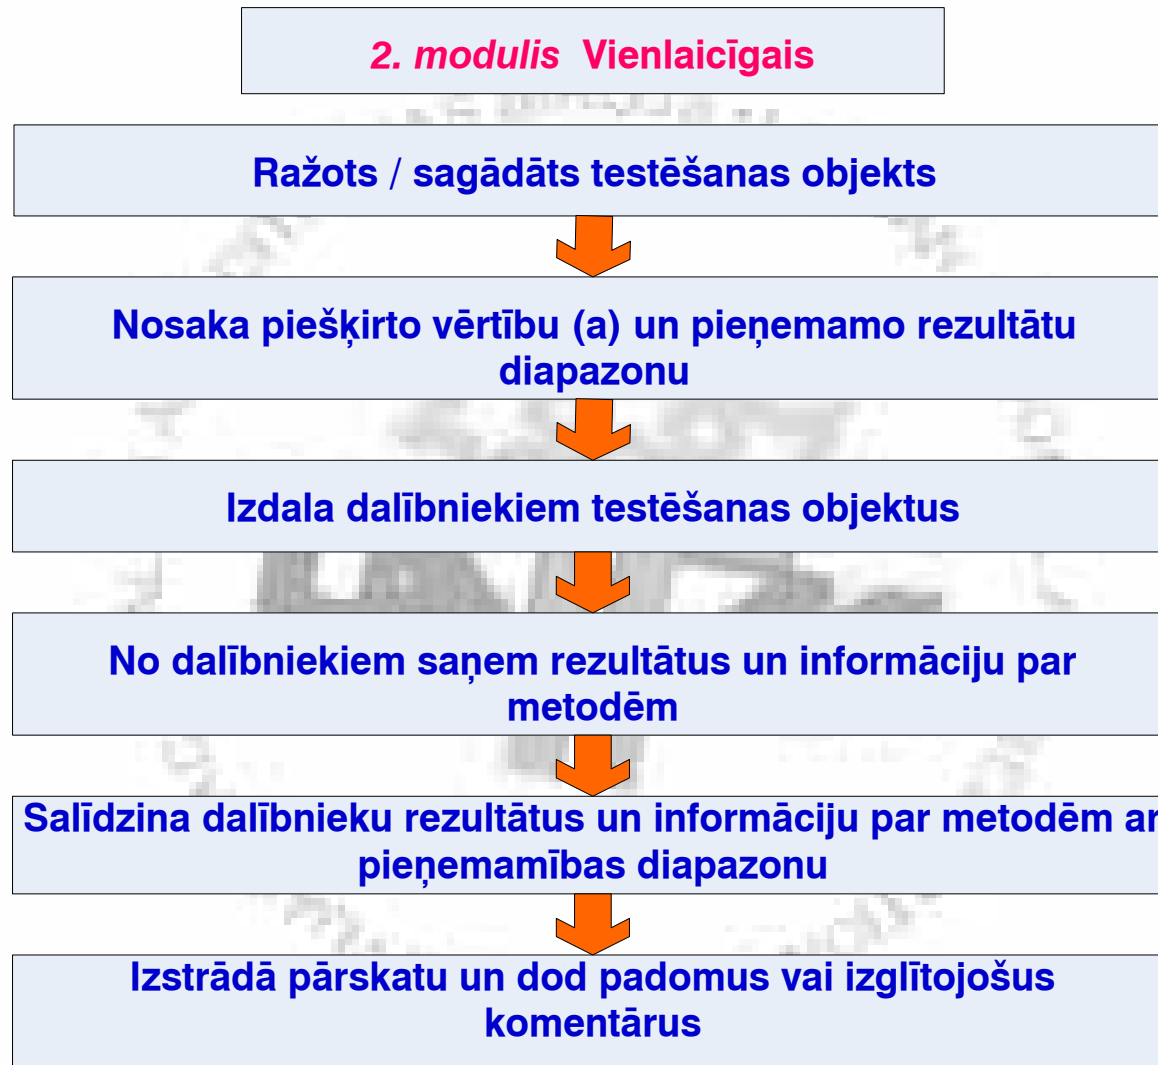 2. modulis Vienlaicīgais
Ražots / sagādāts testēšanas objekts
Nosaka piešķirto vērtību (a) un pieņemamo rezultātu
diapazonu
Izdala dalībniekiem testēšanas objektus
No dalībniekiem saņem rezultātus un informāciju par
metodēm
Salīdzina dalībnieku rezultātus un informāciju par metodēm ar
pieņemamības diapazonu
Izstrādā pārskatu un dod padomus vai izglītojošus
komentārus